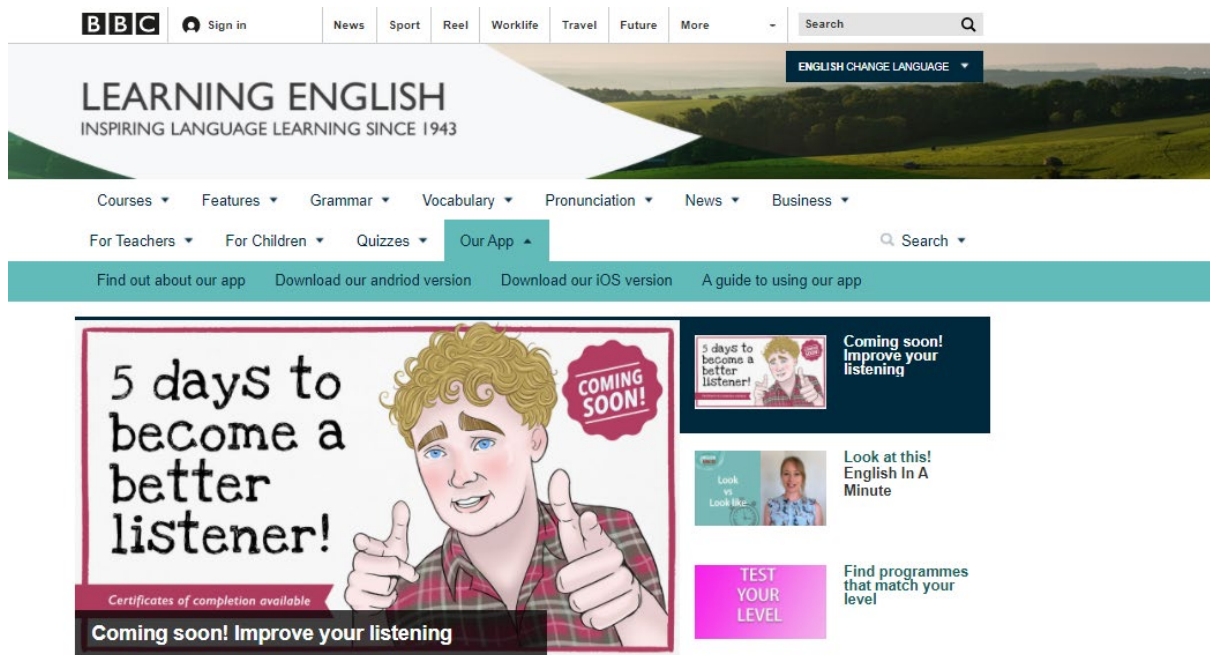 BBC Sign in News Sport Reel Worklife Travel Future More Search
ENGLISH CHANGE LANGUAGE
LEARNING ENGLISH
INSPIRING LANGUAGE LEARNING SINCE 1943
Courses Features Grammar Vocabulary Pronunciation News Business
For Teachers For Children Quizzes Our App Search
Find out about our app Download our andriod version Download our iOS version A guide to using our app
5 days to
become a
better
listener!
COMING
SOON!
Certificates of completion available
Coming soon! Improve your listening
5 days to
become a
better
listener!
Coming soon!
Improve your
listening
Look
vs
Look like
Look at this!
English In A
Minute
TEST
YOUR
LEVEL
Find programmes
that match your
level